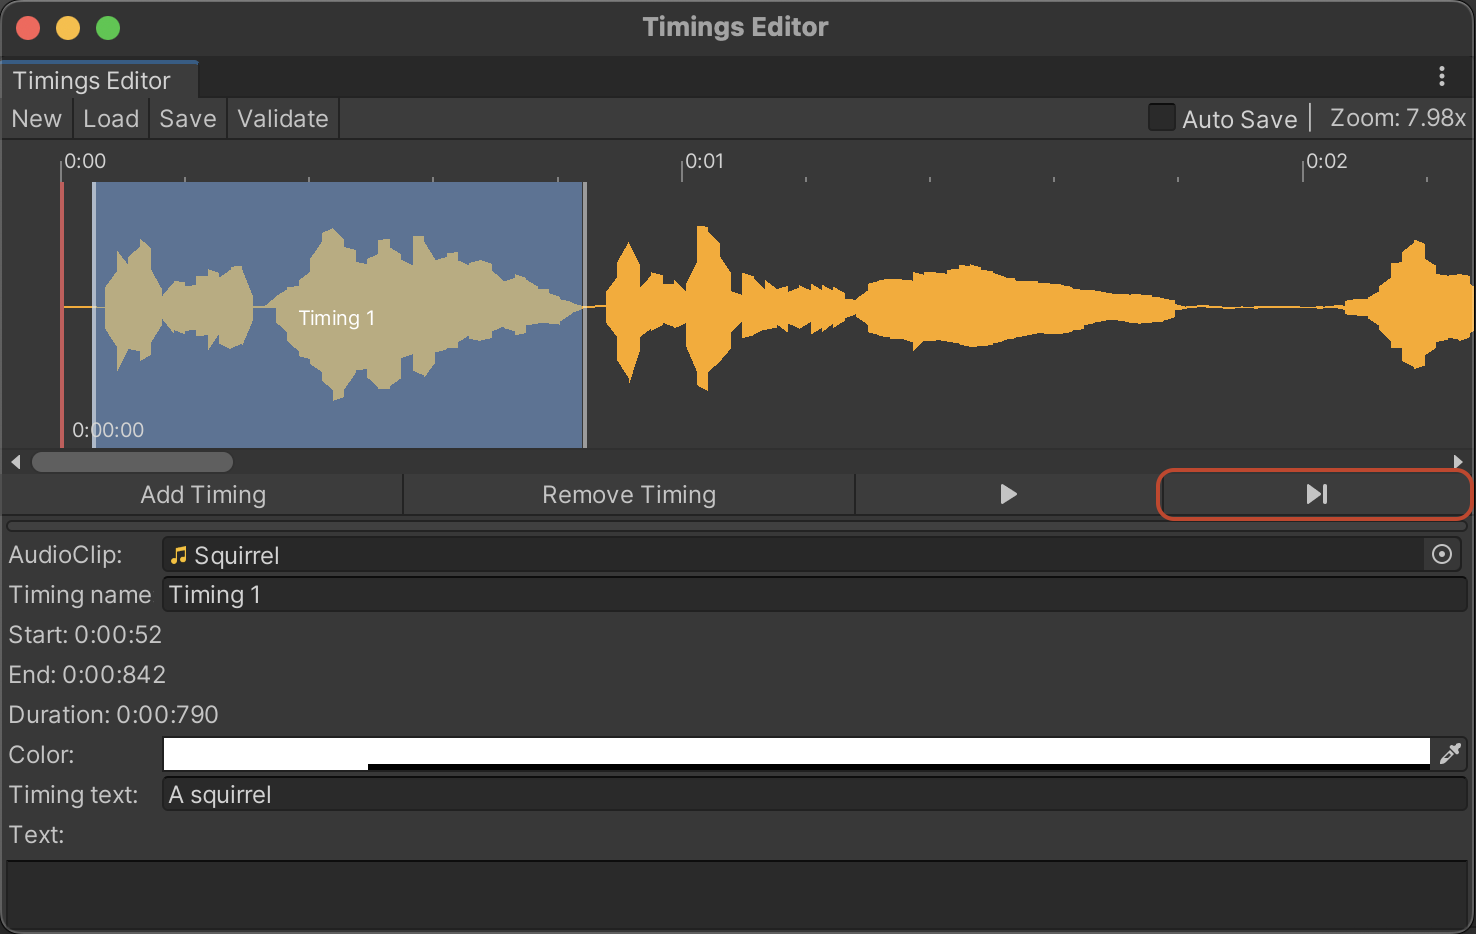 Timings Editor
Timings Editor
New Load Save Validate Auto Save Zoom: 7.98x
0:00 0:01 0:02
Timing 1
0:00:00
Add Timing Remove Timing
AudioClip: Squirrel
Timing name Timing 1
Start: 0:00:52
End: 0:00:842
Duration: 0:00:790
Color:
Timing text: A squirrel
Text: